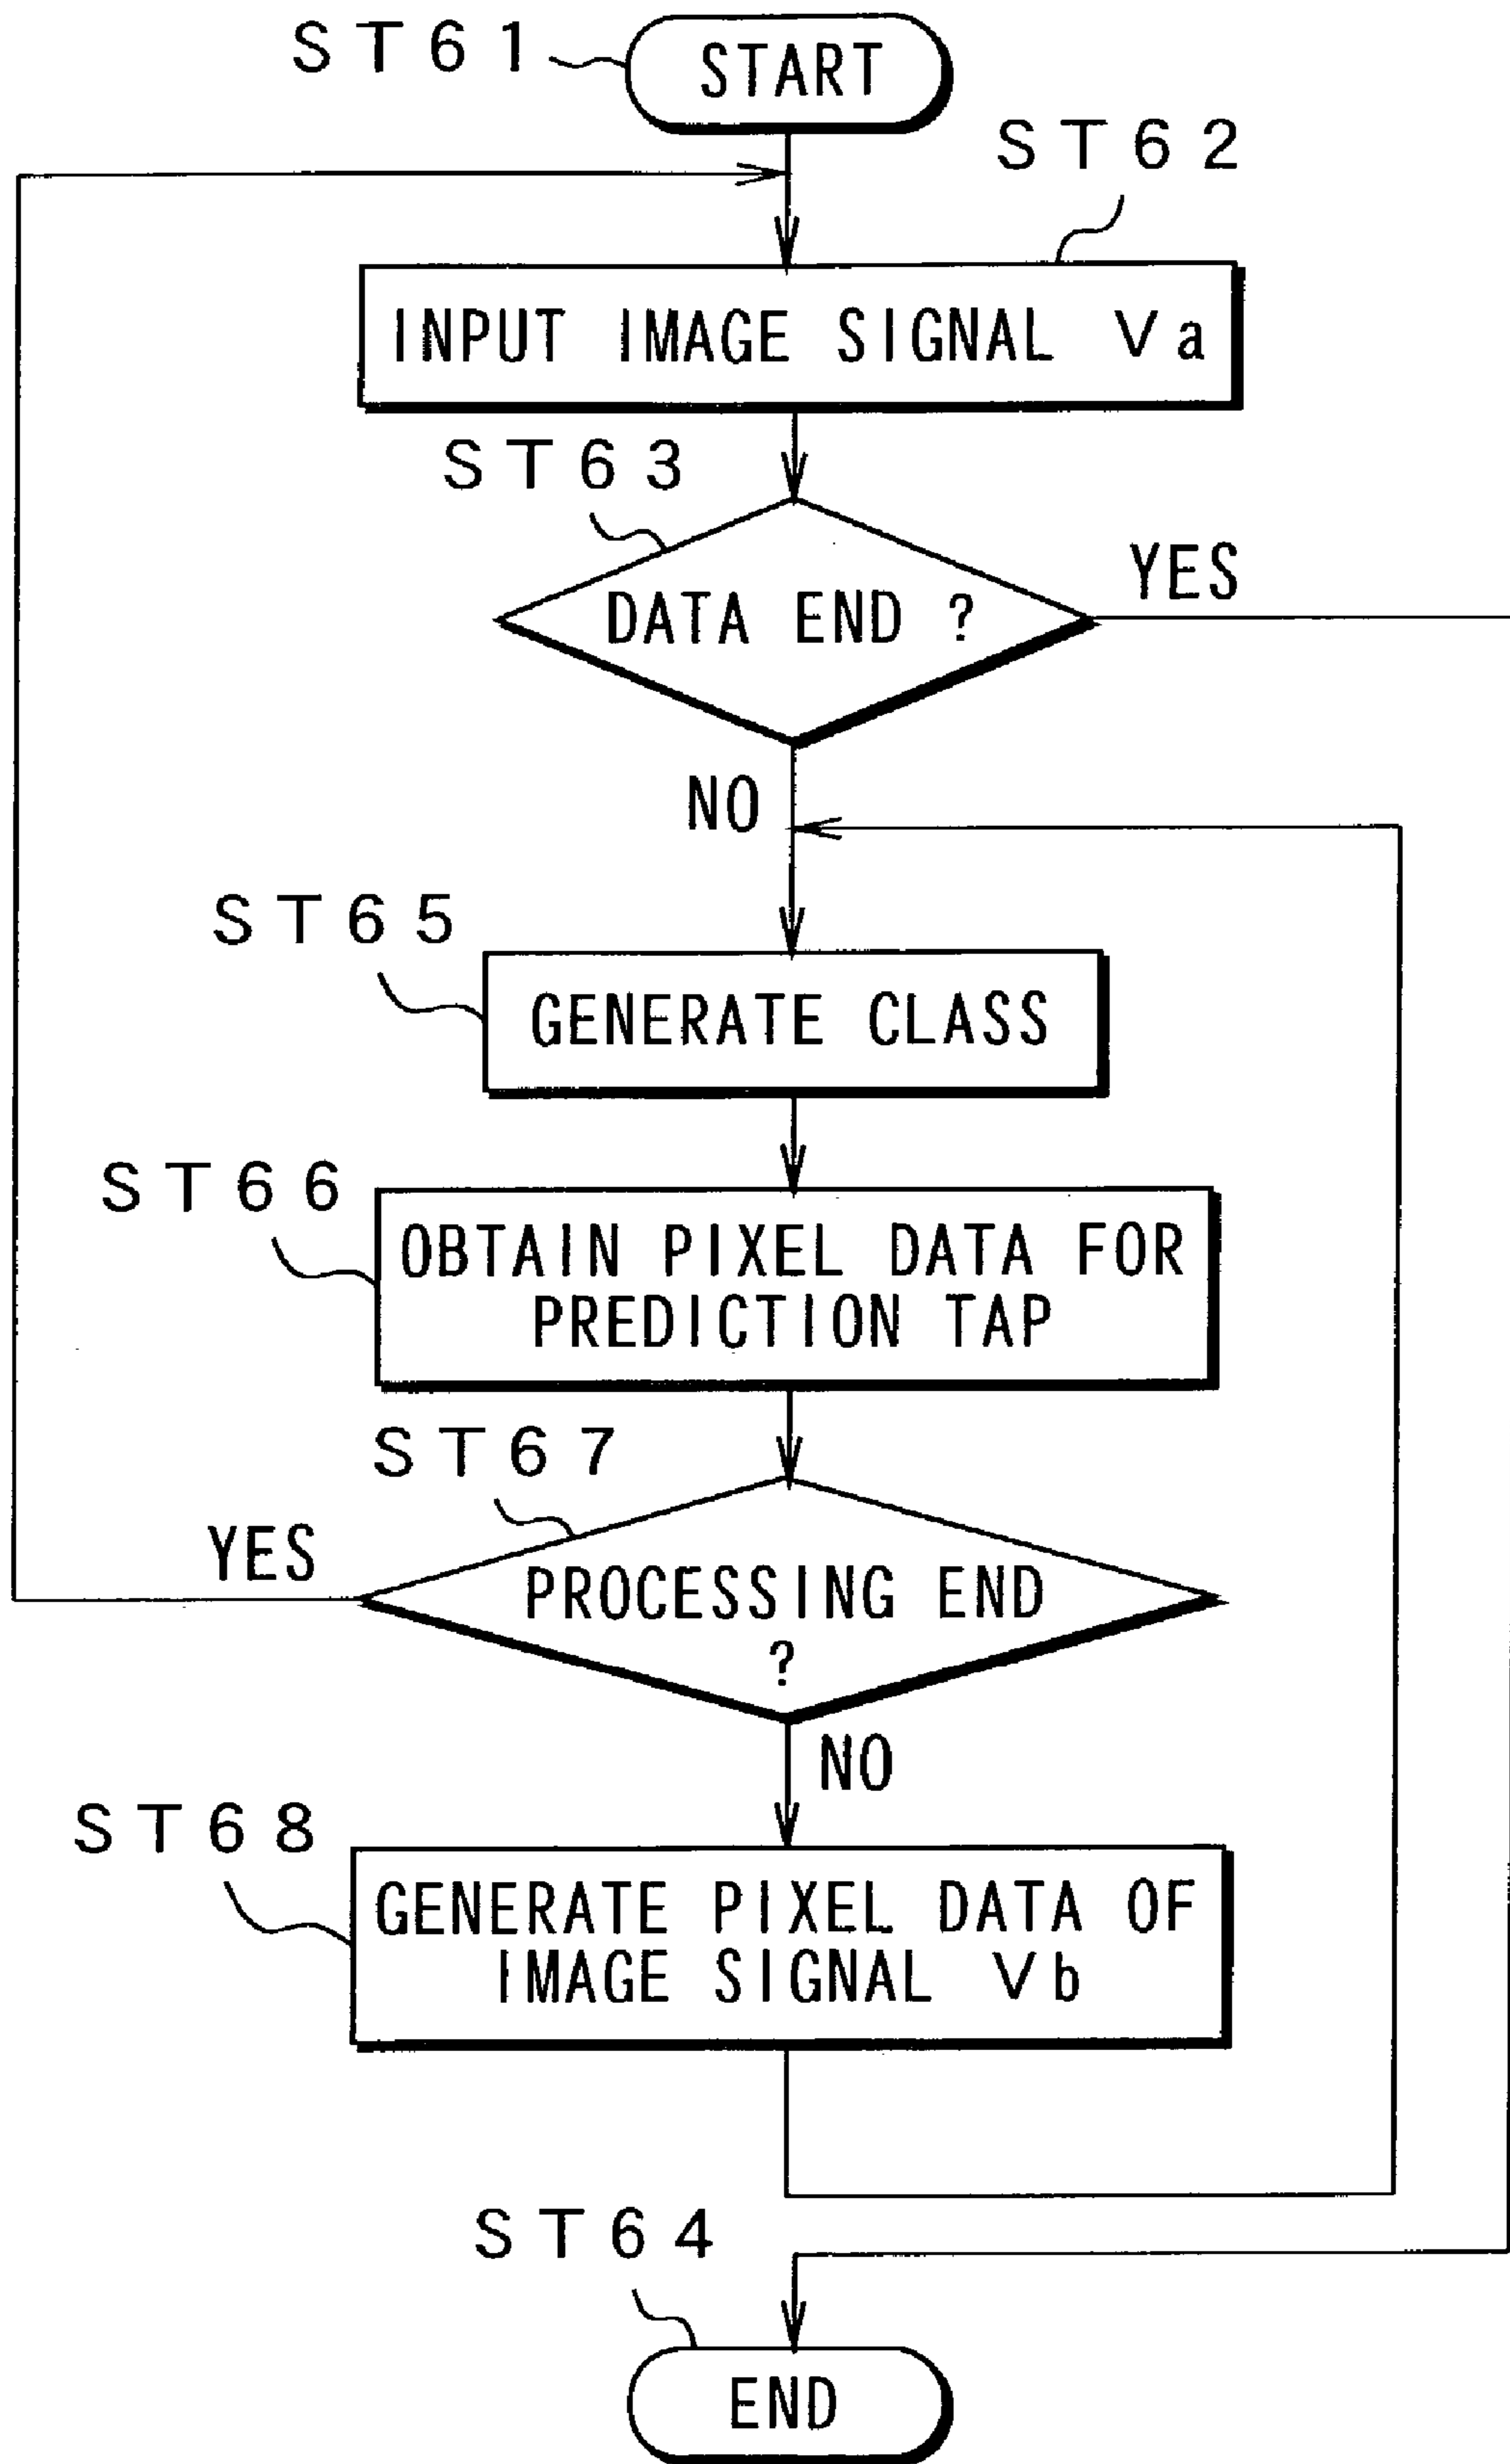 ST61
START
ST62
INPUT IMAGE SIGNAL Va
ST63
DATA END ?
YES
NO
ST65
GENERATE CLASS
ST66
OBTAIN PIXEL DATA FOR
PREDICTION TAP
ST67
YES
PROCESSING END
?
NO
ST68
GENERATE PIXEL DATA OF
IMAGE SIGNAL Vb
ST64
END